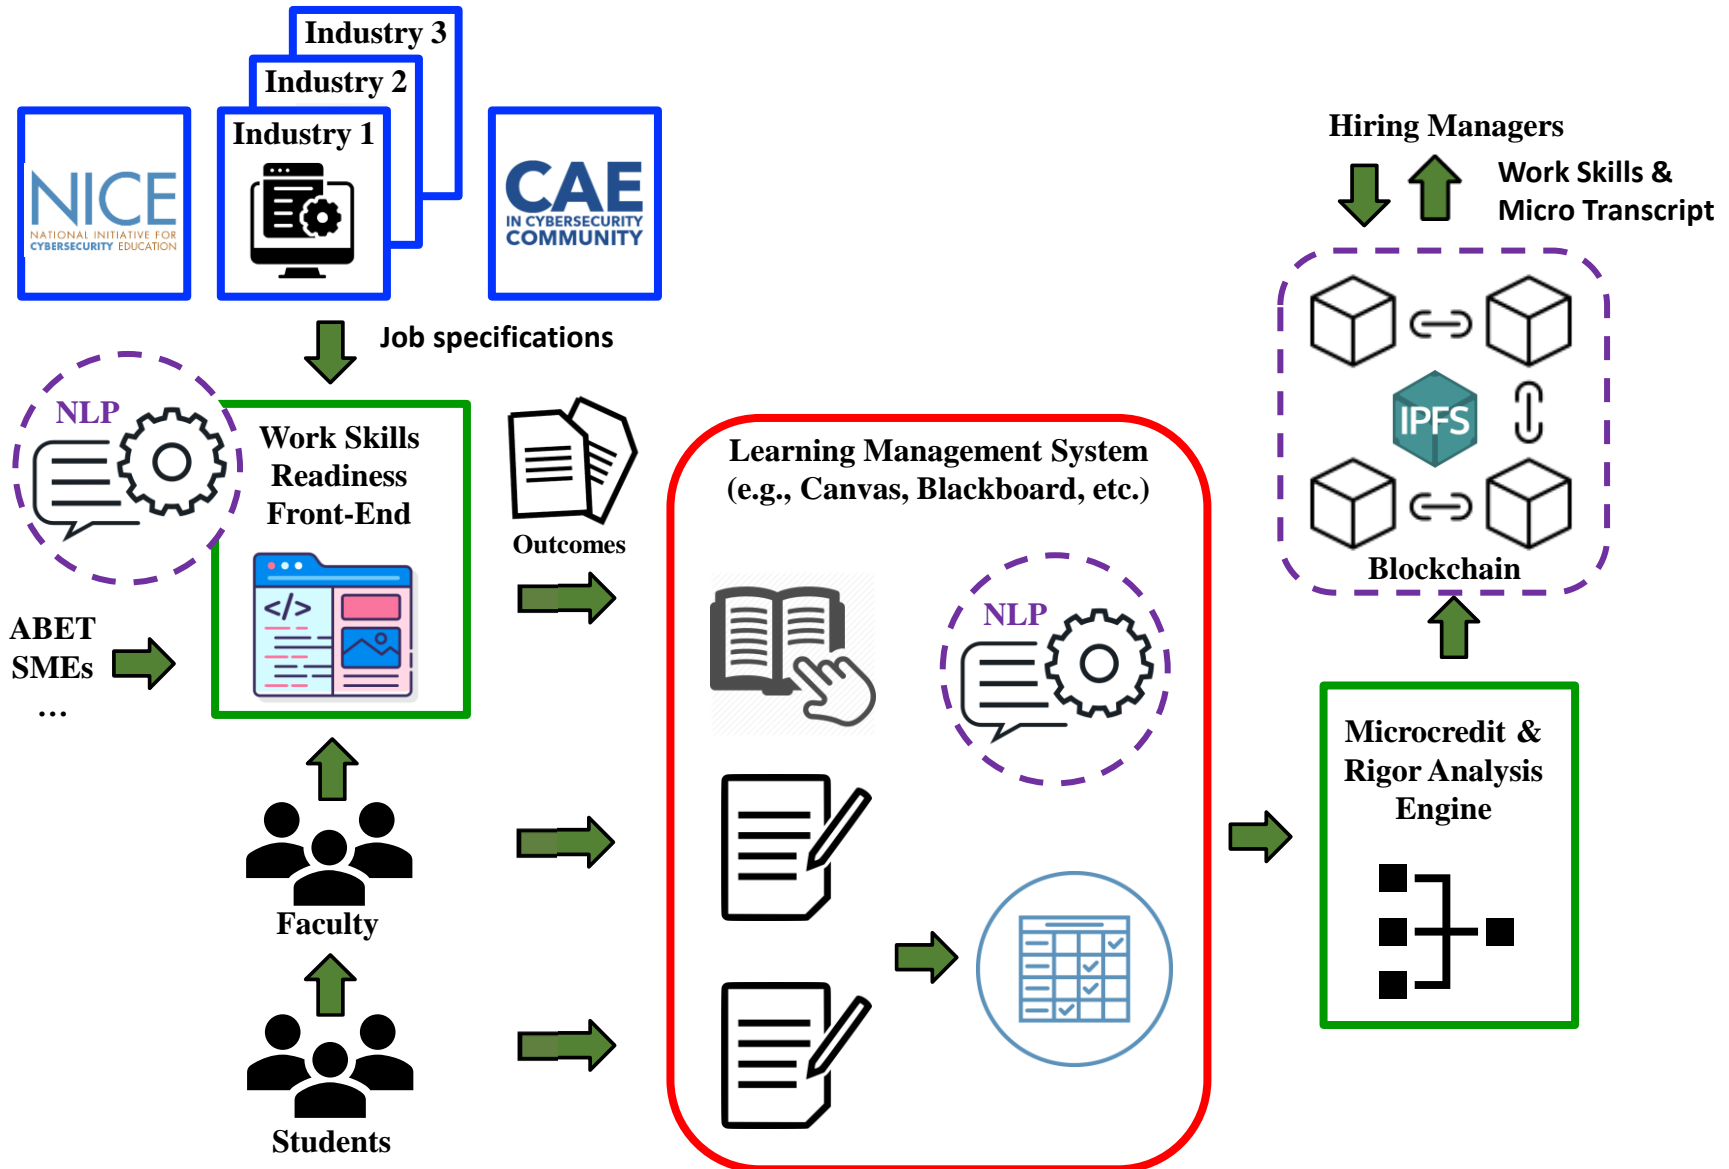 Industry 3
Industry 2
Industry 1
NICE
NATIONAL INITIATIVE FOR
CYBERSECURITY EDUCATION
CAE
IN CYBERSECURITY
COMMUNITY
Job specifications
NLP
Work Skills
Readiness
Front-End
</>
Outcomes
ABET
SMEs
...
Faculty
Students
Learning Management System
(e.g., Canvas, Blackboard, etc.)
NLP
Hiring Managers
Work Skills &
Micro Transcript
IPFS
Blockchain
Microcredit &
Rigor Analysis
Engine